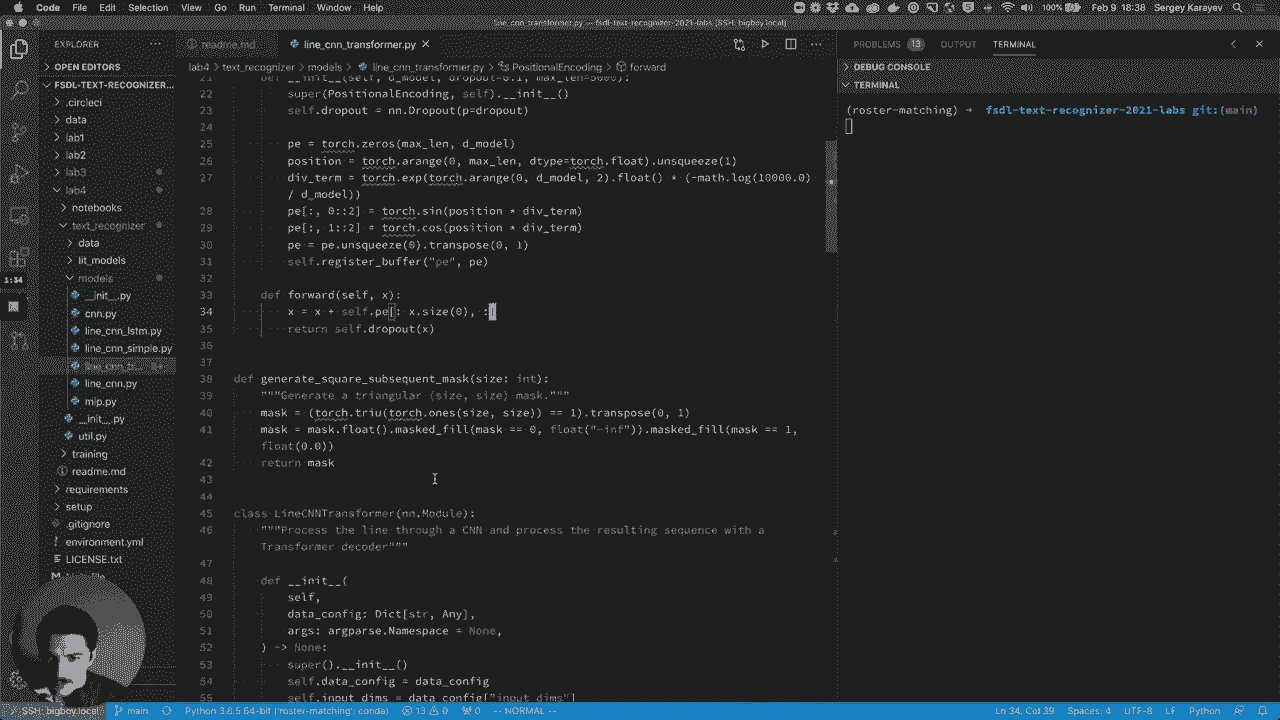 Code File Edit Selection View Go Run Terminal Window Help 100% Feb 9 18:38 Sergey Karayev
line_cnn_transformer.py — fsdl-text-recognizer-2021-labs [SSH: bigboy.local]
EXPLORER
readme.md
line_cnn_transformer.py
PROBLEMS 13 OUTPUT TERMINAL
OPEN EDITORS
lab4 > text_recognizer > models > line_cnn_transformer.py > PositionalEncoding > forward
DEBUG CONSOLE
FSDL-TEXT-RECOGNIZER...
TERMINAL
.circleci
data
lab1
lab2
lab3
lab4
notebooks
text_recognizer
data
lit_models
models
__init__.py
cnn.py
line_cnn_lstm.py
line_cnn_simple.py
line_cnn_tr...
line_cnn.py
mlp.py
__init__.py
util.py
training
readme.md
requirements
setup
.gitignore
environment.yml
LICENSE.txt
1:34
21 def __init__(self, d_model, dropout=0.1, max_len=5000):
22 super(PositionalEncoding, self).__init__()
23 self.dropout = nn.Dropout(p=dropout)
24
25 pe = torch.zeros(max_len, d_model)
26 position = torch.arange(0, max_len, dtype=torch.float).unsqueeze(1)
27 div_term = torch.exp(torch.arange(0, d_model, 2).float() * (-math.log(10000.0)
/ d_model))
28 pe[:, 0::2] = torch.sin(position * div_term)
29 pe[:, 1::2] = torch.cos(position * div_term)
30 pe = pe.unsqueeze(0).transpose(0, 1)
31 self.register_buffer("pe", pe)
32
33 def forward(self, x):
34 x = x + self.pe[: x.size(0), :]
35 return self.dropout(x)
36
37
38 def generate_square_subsequent_mask(size: int):
39 """Generate a triangular (size, size) mask."""
40 mask = (torch.triu(torch.ones(size, size)) == 1).transpose(0, 1)
41 mask = mask.float().masked_fill(mask == 0, float("-inf")).masked_fill(mask == 1,
float(0.0))
42 return mask
43
44
45 class LineCNNTransformer(nn.Module):
46 """Process the line through a CNN and process the resulting sequence with a
Transformer decoder"""
47
48 def __init__(
49 self,
50 data_config: Dict[str, Any],
51 args: argparse.Namespace = None,
52 ) -> None:
53 super().__init__()
54 self.data_config = data_config
55 self.input_dims = data_config["input_dims"]
(roster-matching) → fsdl-text-recognizer-2021-labs git:(main)
SSH: bigboy.local main Python 3.8.5 64-bit ('roster-matching': conda) 13 0 0 -- NORMAL -- Ln 34, Col 39 Spaces: 4 UTF-8 LF Python